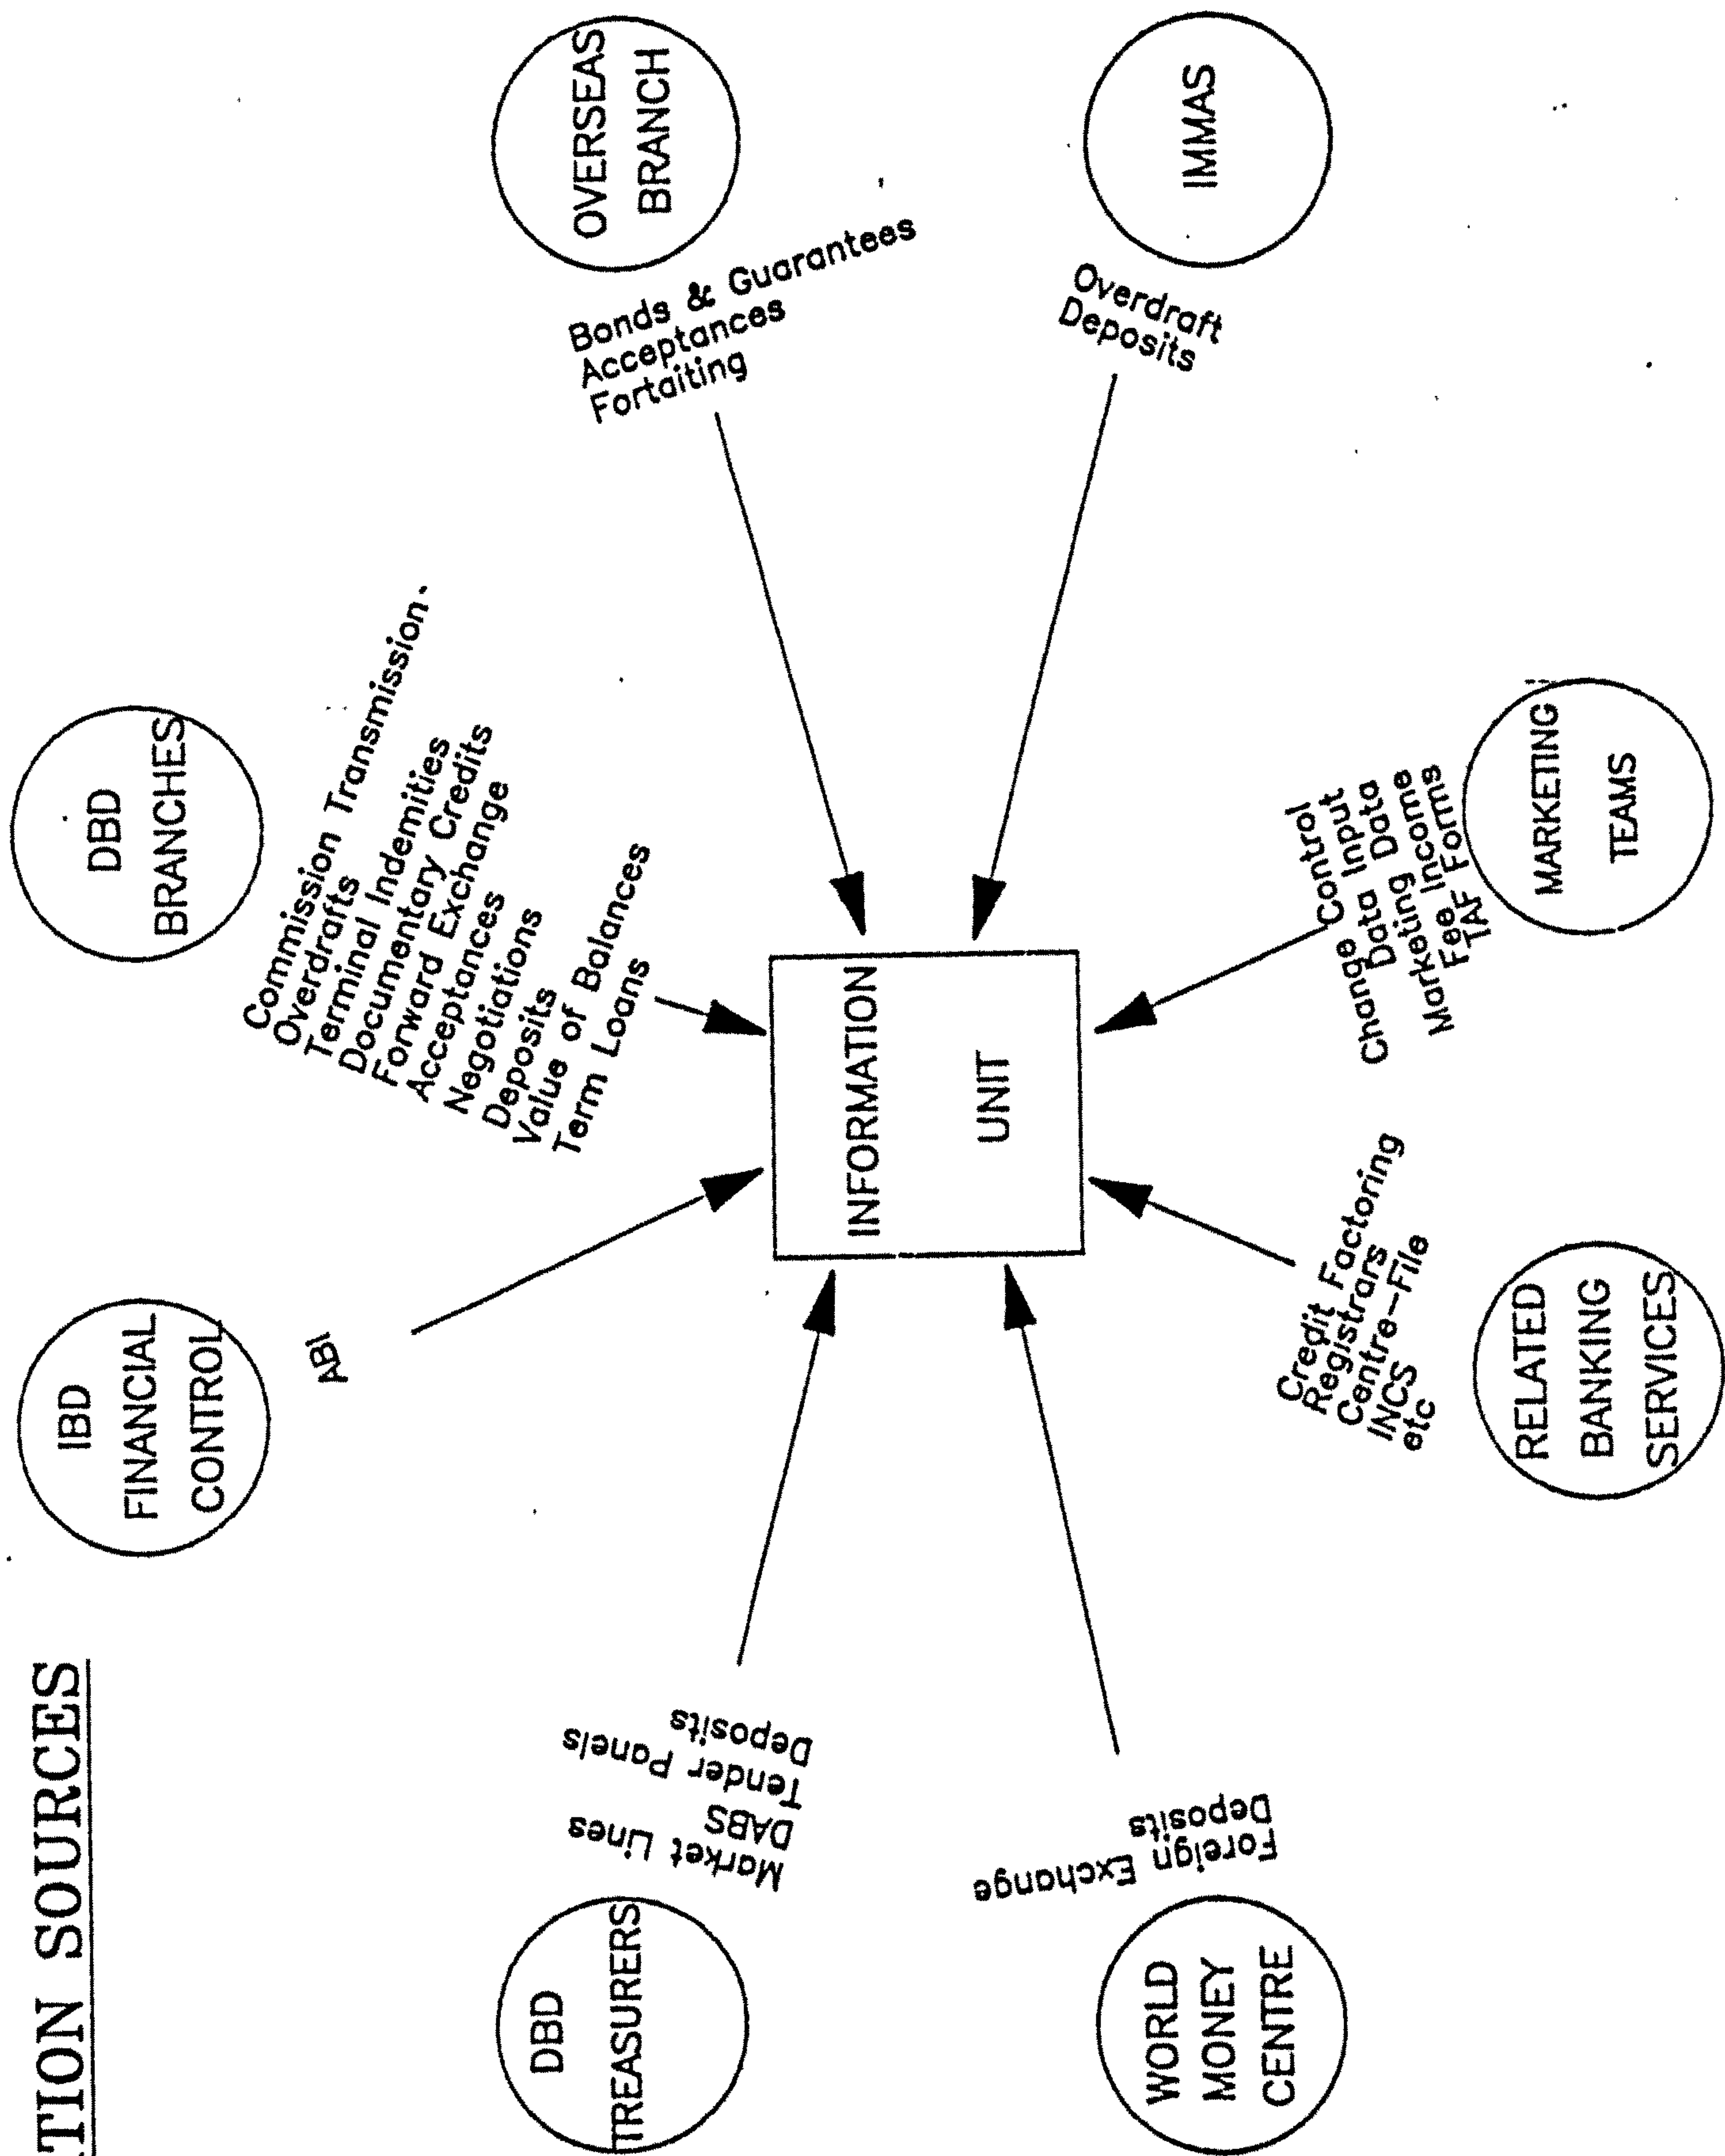 TION SOURCES
IBD
FINANCIAL
CONTROL
ABI
DBD
BRANCHES
Commission Transmission
Overdrafts
Terminal Indemities
Documentary Credits
Forward Exchange
Acceptances
Negotiations
Deposits
Value of Balances
Term Loans
DBD
TREASURERS
Market Lines
DABS
Tender Panels
Deposits
OVERSEAS
BRANCH
Bonds & Guarantees
Acceptances
Fortaiting
INFORMATION
UNIT
WORLD
MONEY
CENTRE
Foreign Exchange
Deposits
IMMAS
Overdraft
Deposits
Credit Factoring
Registrars
Centre-File
INCS
etc
RELATED
BANKING
SERVICES
Change Control
Data Input
Marketing Data
Fee Income
TAF Forms
MARKETING
TEAMS